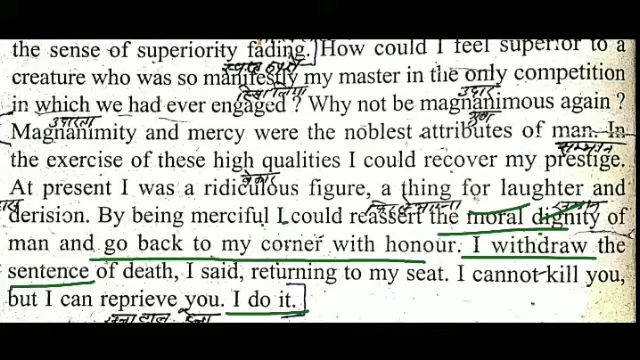 the sense of superiority fading. How could I feel superior to a
creature who was so manifestly my master in the only competition
in which we had ever engaged ? Why not be magnanimous again ?
उदार
उदारता
Magnanimity and mercy were the noblest attributes of man. In
सम्मान
the exercise of these high qualities I could recover my prestige.
At present I was a ridiculous figure, a thing for laughter and
derision. By being merciful I could reassert the moral dignity of
man and go back to my corner with honour. I withdraw the
sentence of death, I said, returning to my seat. I cannot kill you,
but I can reprieve you. I do it.